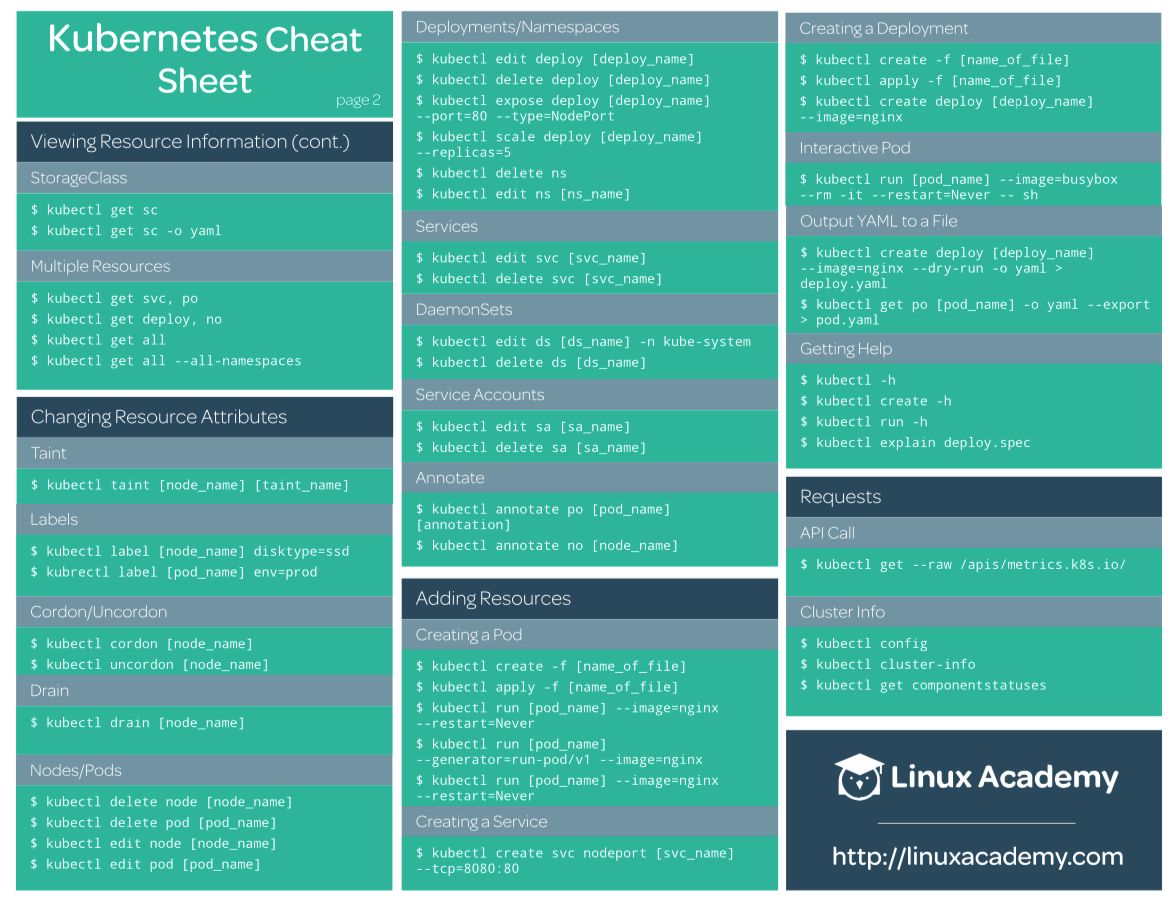 Kubernetes Cheat
Sheet
page 2
Viewing Resource Information (cont.)
StorageClass
$ kubectl get sc
$ kubectl get sc -o yaml
Multiple Resources
$ kubectl get svc, po
$ kubectl get deploy, no
$ kubectl get all
$ kubectl get all --all-namespaces
Changing Resource Attributes
Taint
$ kubectl taint [node_name] [taint_name]
Labels
$ kubectl label [node_name] disktype=ssd
$ kubrectl label [pod_name] env=prod
Cordon/Uncordon
$ kubectl cordon [node_name]
$ kubectl uncordon [node_name]
Drain
$ kubectl drain [node_name]
Nodes/Pods
$ kubectl delete node [node_name]
$ kubectl delete pod [pod_name]
$ kubectl edit node [node_name]
$ kubectl edit pod [pod_name]
Deployments/Namespaces
$ kubectl edit deploy [deploy_name]
$ kubectl delete deploy [deploy_name]
$ kubectl expose deploy [deploy_name]
--port=80 --type=NodePort
$ kubectl scale deploy [deploy_name]
--replicas=5
$ kubectl delete ns
$ kubectl edit ns [ns_name]
Services
$ kubectl edit svc [svc_name]
$ kubectl delete svc [svc_name]
DaemonSets
$ kubectl edit ds [ds_name] -n kube-system
$ kubectl delete ds [ds_name]
Service Accounts
$ kubectl edit sa [sa_name]
$ kubectl delete sa [sa_name]
Annotate
$ kubectl annotate po [pod_name]
[annotation]
$ kubectl annotate no [node_name]
Adding Resources
Creating a Pod
$ kubectl create -f [name_of_file]
$ kubectl apply -f [name_of_file]
$ kubectl run [pod_name] --image=nginx
--restart=Never
$ kubectl run [pod_name]
--generator=run-pod/v1 --image=nginx
$ kubectl run [pod_name] --image=nginx
--restart=Never
Creating a Service
$ kubectl create svc nodeport [svc_name]
--tcp=8080:80
Creating a Deployment
$ kubectl create -f [name_of_file]
$ kubectl apply -f [name_of_file]
$ kubectl create deploy [deploy_name]
--image=nginx
Interactive Pod
$ kubectl run [pod_name] --image=busybox
--rm -it --restart=Never -- sh
Output YAML to a File
$ kubectl create deploy [deploy_name]
--image=nginx --dry-run -o yaml >
deploy.yaml
$ kubectl get po [pod_name] -o yaml --export
> pod.yaml
Getting Help
$ kubectl -h
$ kubectl create -h
$ kubectl run -h
$ kubectl explain deploy.spec
Requests
API Call
$ kubectl get --raw /apis/metrics.k8s.io/
Cluster Info
$ kubectl config
$ kubectl cluster-info
$ kubectl get componentstatuses
Linux Academy
http://linuxacademy.com